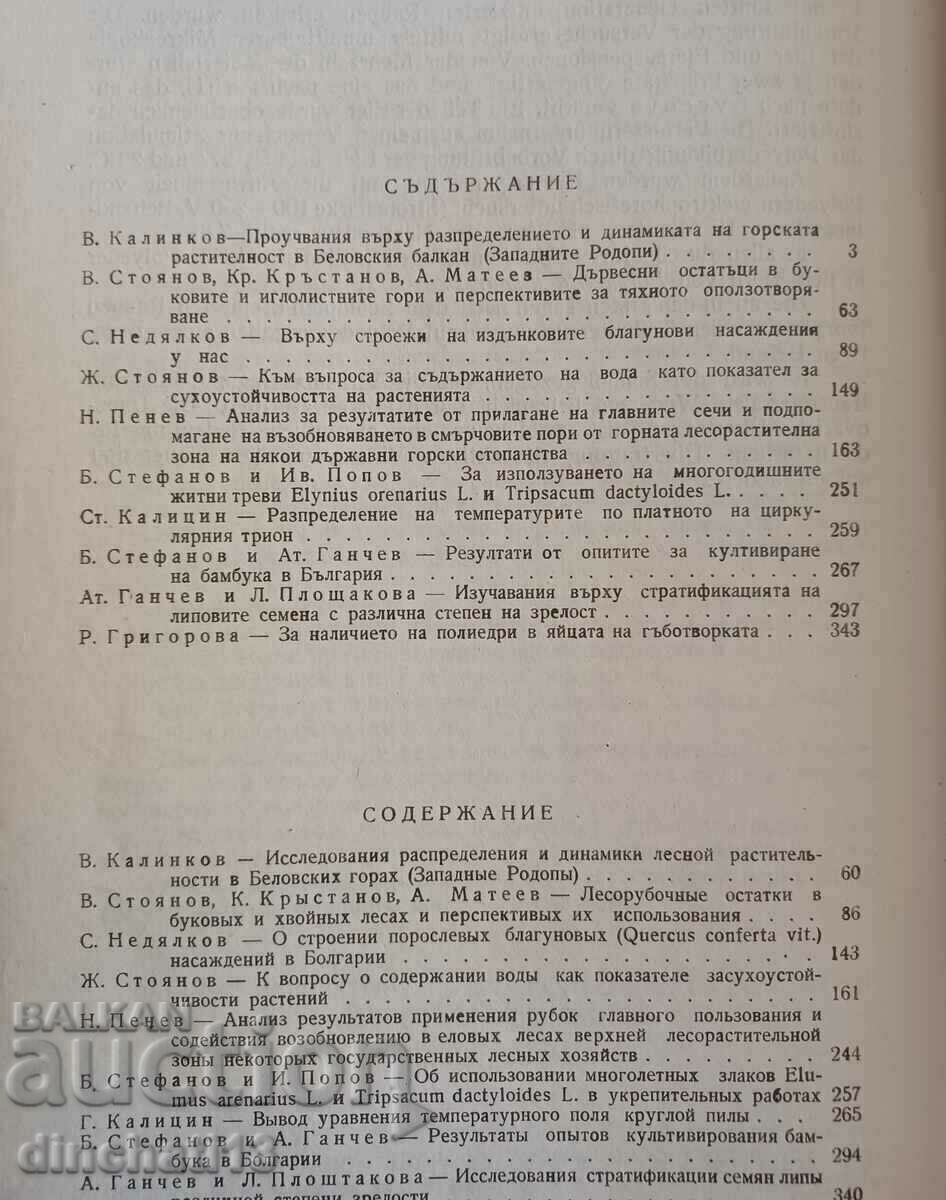 СЪДЪРЖАНИЕ
В. Калинков—Проучвания върху разпределението и динамиката на горската
растителност в Беловския балкан (Западните Родопи) . . . . . . . . 3
В. Стоянов, Кр. Кръстанов, А. Матеез — Дървесни остатъци в бу-
ковите и иглолистните гори и перспективите за тяхното оползотворя-
ване . . . . . . . . . . . . . . . . . . . . . . . . 63
С. Недялков — Върху строежи на издънковите благунови насаждения
у нас . . . . . . . . . . . . . . . . . . . . . . . 89
Ж. Стоянов — Към въпроса за съдържанието на вода като показател за
сухоустойчивостта на растенията . . . . . . . . . . . . . . 149
Н. Пенев — Анализ за резултатите от прилагане на главните сечи и подпо-
магане на възобновяването в смърчовите пори от горната лесорастителна
зона на някои държавни горски стопанства . . . . . . . . . . 163
Б. Стефанов и Ив. Попов — За използуването на многогодишните
житни треви Elynius orenarius L. и Tripsacum dactyloides L. . . . . 251
Ст. Калицин — Разпределение на температурите по платното на цирку-
лярния трион . . . . . . . . . . . . . . . . . . . . . 259
Б. Стефанов и Ат. Ганчев — Резултати от опитите за култивиране
на бамбука в България . . . . . . . . . . . . . . . . . . 267
Ат. Ганчев и Л. Площакова — Изучавания върху стратификацията на
липовите семена с различна степен на зрелост . . . . . . . . . 297
Р. Григорова — За наличието на полиедри в яйцата на гъботворката . . . 343
СОДЕРЖАНИЕ
В. Калинков — Исследования распределения и динамики лесной раститель-
ности в Беловских горах (Западные Родопы) . . . . . . . . . . . 60
В. Стоянов, К. Крыстанов, А. Матеев — Лесорубочные остатки в
буковых и хвойных лесах и перспективых их использования . . . . 86
С. Недялков — О строении порослевых благуновых (Quercus conferta vit.)
насаждений в Болгарии . . . . . . . . . . . . . . . . . . 143
Ж. Стоянов — К вопросу о содержании воды как показателе засухоустой-
чивости растений . . . . . . . . . . . . . . . . . . . . 161
Н. Пенев — Анализ результатов применения рубок главного пользования и
содействия возобновлению в еловых лесах верхней лесорастительной
зоны некоторых государственных лесных хозяйств . . . . . . . . . 244
Б. Стефанов и И. Попов — Об использовании многолетных злаков Elu-
mus arenarius L. и Tripsacum dactyloides L. в укрепительных работах 257
Г. Калицин — Вывод уравнения температурного поля круглой пилы . . . 265
Б. Стефанов и А. Ганчев — Результаты опытов культивирования бам-
бука в Болгарии . . . . . . . . . . . . . . . . . . . . 294
А. Ганчев и Л. Плоштакова — Исследования стратификации семян липы
степени зрелости . . . . . . . . . . . . . . . . . . . 340
BALKAN
auction